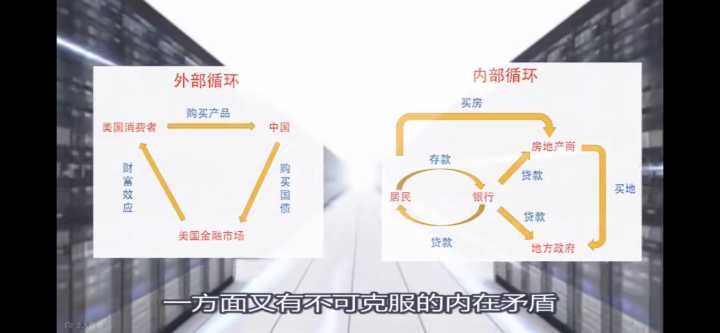 外部循环
购买产品
美国消费者
中国
财富效应
购买国债
美国金融市场
内部循环
买房
房地产商
存款
贷款
买地
居民
银行
贷款
贷款
地方政府
一方面又有不可克服的内在矛盾